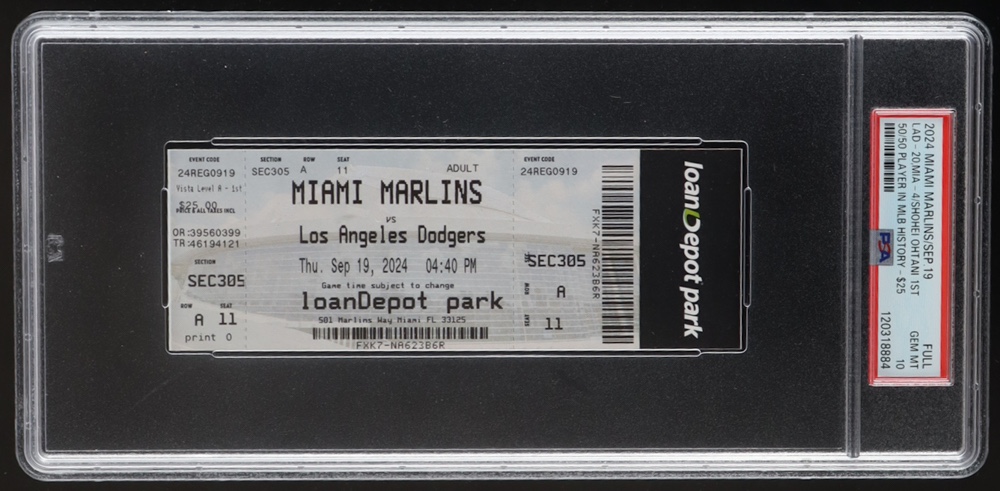 EVENT CODE
24REG0919
Vista Level A - 1st
$25.00
PRICE & ALL TAXES INCL
OR:39560399
TR:46194121
SECTION
SEC305
ROW SEAT
A 11
print 0
SECTION ROW SEAT
SEC305 A 11 ADULT
MIAMI MARLINS
vs
Los Angeles Dodgers
Thu. Sep 19, 2024 04:40 PM
Game time subject to change
loanDepot park
501 Marlins Way Miami FL 33125
FXK7-NA623B6R
EVENT CODE
24REG0919
SEC305
ROW
A
SEAT
11
FXK7-NA623B6R
loanDepot park
2024 MIAMI MARLINS/SEP 19 FULL
LAD - 20,MIA - 4/SHOHEI OHTANI 1ST GEM MT
50/50 PLAYER IN MLB HISTORY - $25 10
PSA 120318884